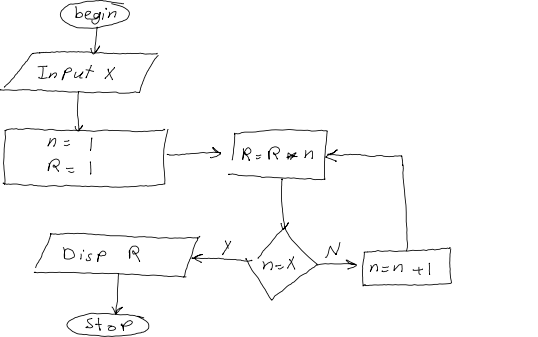 begin
Input X
n = 1
R = 1
R = R * n
n = X
Y
N
n = n + 1
Disp R
Stop